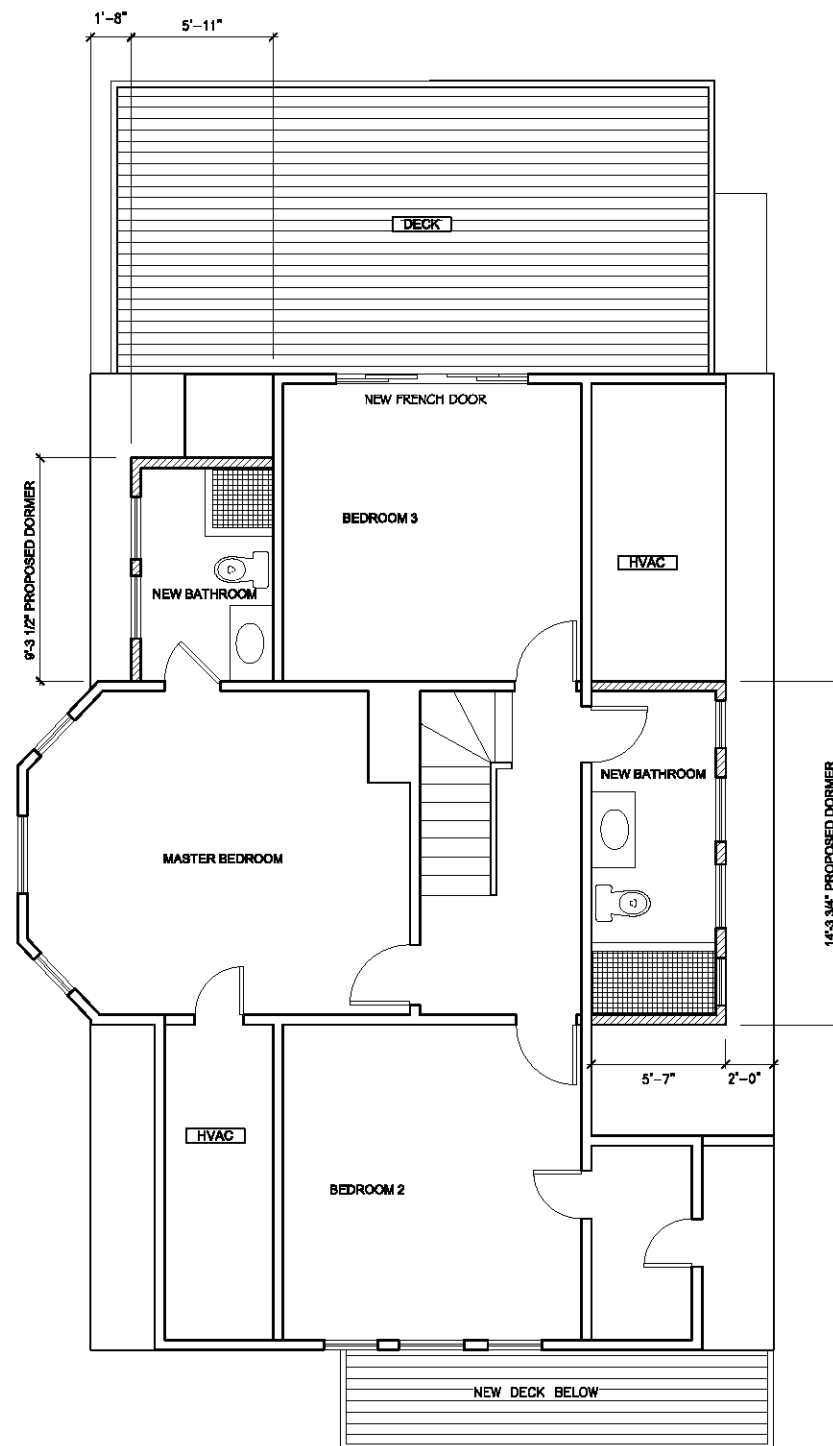 1'-8"
5'-11"
DECK
NEW FRENCH DOOR
9'-3 1/2" PROPOSED DORMER
BEDROOM 3
HVAC
NEW BATHROOM
NEW BATHROOM
14'-3 3/4" PROPOSED DORMER
MASTER BEDROOM
5'-7"
2'-0"
HVAC
BEDROOM 2
NEW DECK BELOW